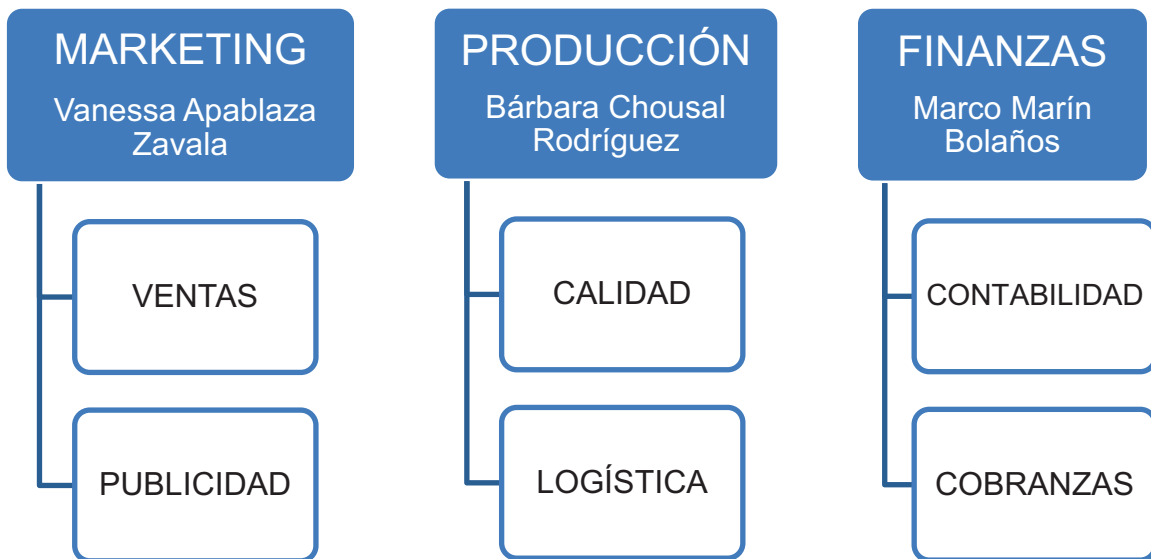 MARKETING
Vanessa Apablaza
Zavala
VENTAS
PUBLICIDAD
PRODUCCIÓN
Bárbara Chousal
Rodríguez
CALIDAD
LOGÍSTICA
FINANZAS
Marco Marín
Bolaños
CONTABILIDAD
COBRANZAS